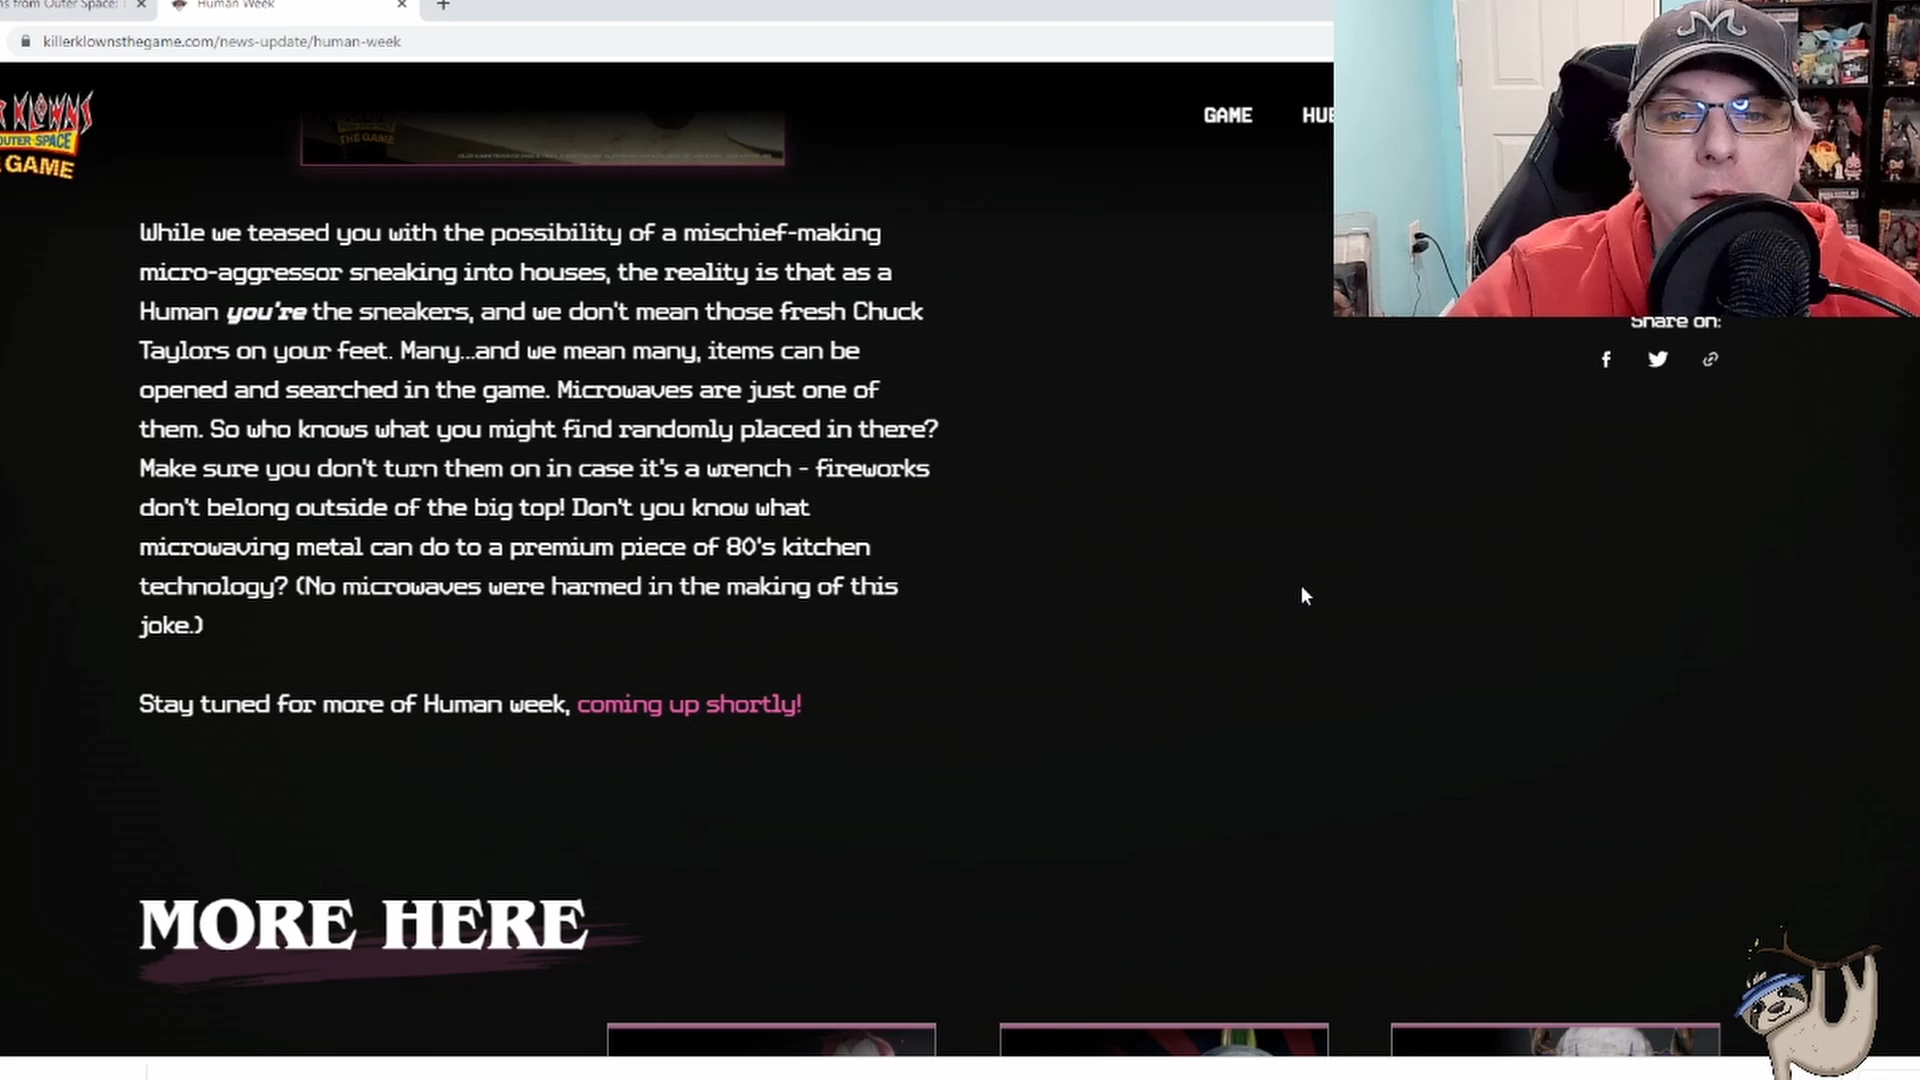 ns from Outer Space:
Human Week
killerklownsthegame.com/news-update/human-week
R KLOWNS
OUTER SPACE
GAME
THE GAME
GAME
HUB
While we teased you with the possibility of a mischief-making
micro-aggressor sneaking into houses, the reality is that as a
Human you're the sneakers, and we don't mean those fresh Chuck
Taylors on your feet. Many...and we mean many, items can be
opened and searched in the game. Microwaves are just one of
them. So who knows what you might find randomly placed in there?
Make sure you don't turn them on in case it's a wrench - fireworks
don't belong outside of the big top! Don't you know what
microwaving metal can do to a premium piece of 80's kitchen
technology? (No microwaves were harmed in the making of this
joke.)
Stay tuned for more of Human week, coming up shortly!
Share on:
MORE HERE